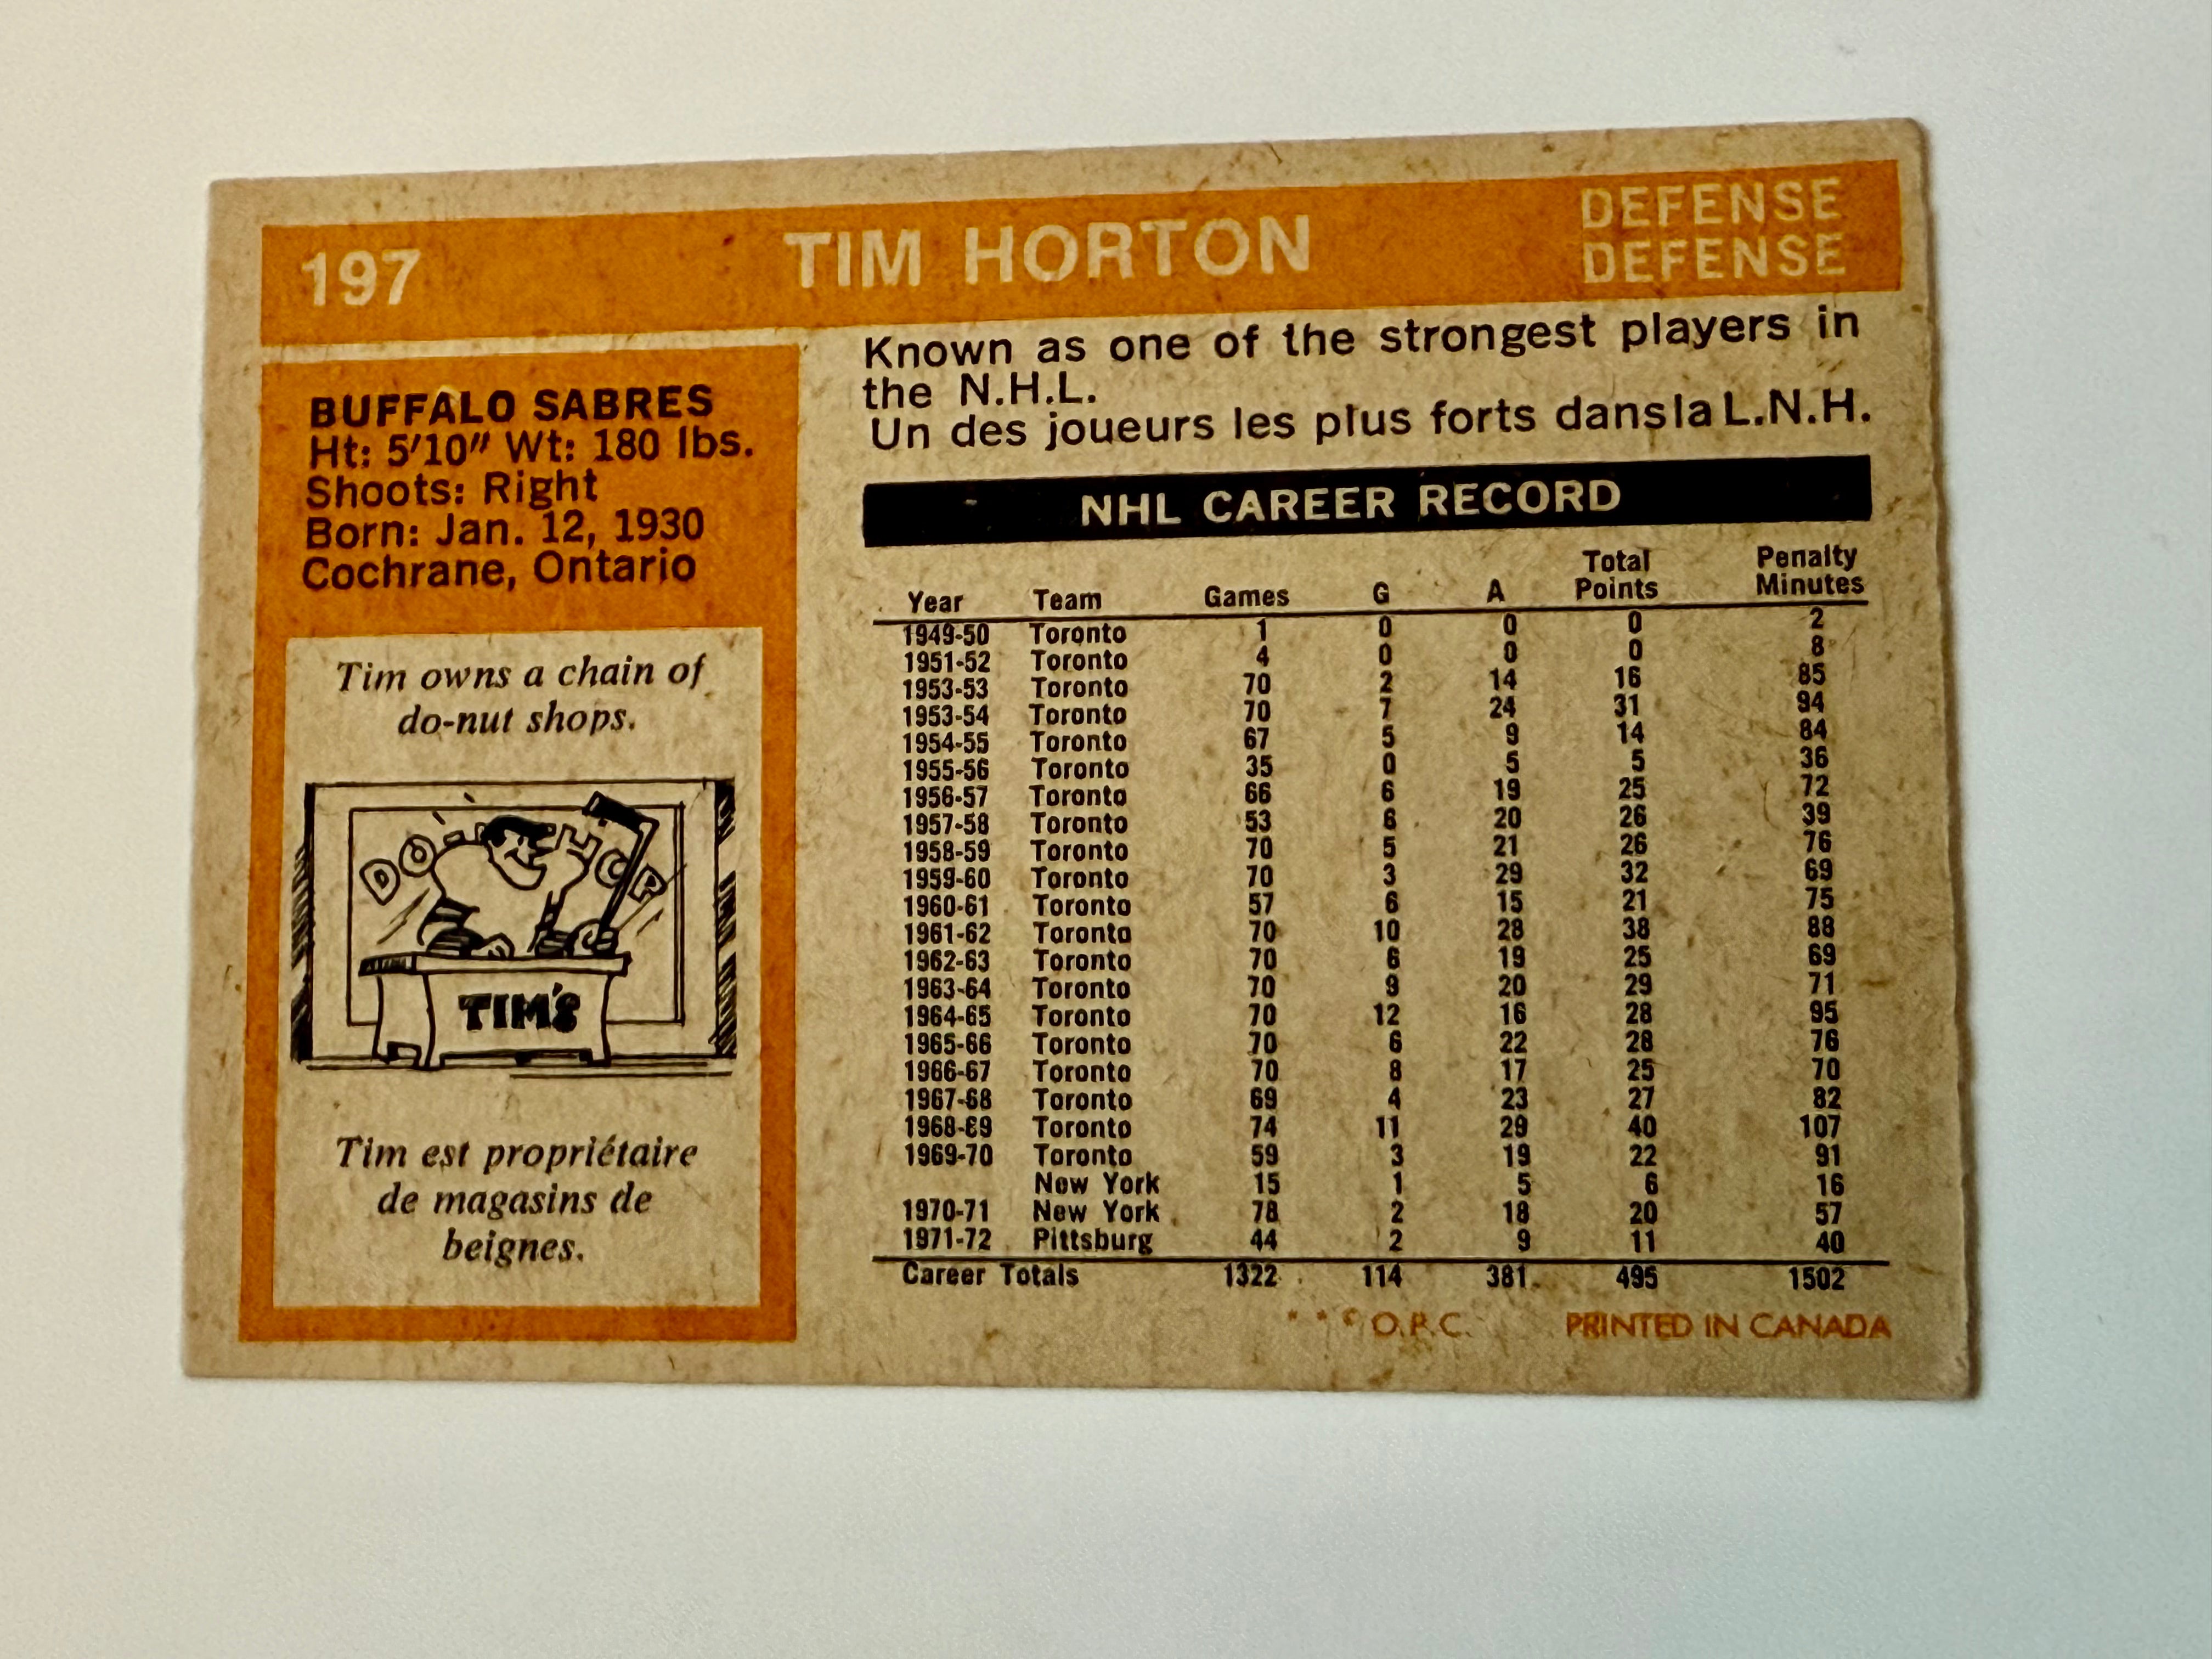 197 TIM HORTON DEFENSE
DEFENSE
BUFFALO SABRES
Ht: 5'10" Wt: 180 lbs.
Shoots: Right
Born: Jan. 12, 1930
Cochrane, Ontario
Tim owns a chain of
do-nut shops.
TIM'S
Tim est propriétaire
de magasins de
beignes.
Known as one of the strongest players in
the N.H.L.
Un des joueurs les plus forts dans la L.N.H.
NHL CAREER RECORD
Year Team Games G A Total Points Penalty Minutes
1949-50 Toronto 1 0 0 0 2
1951-52 Toronto 4 0 0 0 8
1953-53 Toronto 70 2 14 16 85
1953-54 Toronto 70 7 24 31 94
1954-55 Toronto 67 5 9 14 84
1955-56 Toronto 35 0 5 5 36
1956-57 Toronto 66 6 19 25 72
1957-58 Toronto 53 6 20 26 39
1958-59 Toronto 70 5 21 26 76
1959-60 Toronto 70 3 29 32 69
1960-61 Toronto 57 6 15 21 75
1961-62 Toronto 70 10 28 38 88
1962-63 Toronto 70 6 19 25 69
1963-64 Toronto 70 9 20 29 71
1964-65 Toronto 70 12 16 28 95
1965-66 Toronto 70 6 22 28 76
1966-67 Toronto 70 8 17 25 70
1967-68 Toronto 69 4 23 27 82
1968-69 Toronto 74 11 29 40 107
1969-70 Toronto 59 3 19 22 91
New York 15 1 5 6 16
1970-71 New York 78 2 18 20 57
1971-72 Pittsburg 44 2 9 11 40
Career Totals 1322 114 381 495 1502
* * © O.P.C. PRINTED IN CANADA